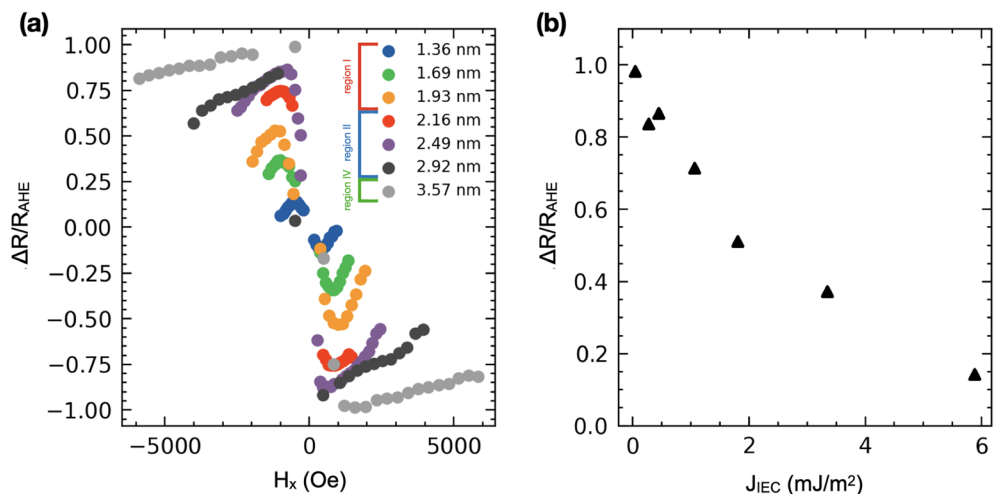 (a)
1.00
0.75
0.50
0.25
0.00
−0.25
−0.50
−0.75
−1.00
ΔR/R_AHE
−5000
0
5000
Hₓ (Oe)
region I
region II
region IV
1.36 nm
1.69 nm
1.93 nm
2.16 nm
2.49 nm
2.92 nm
3.57 nm
(b)
1.0
0.8
0.6
0.4
0.2
0.0
ΔR/R_AHE
0
2
4
6
J_IEC (mJ/m²)